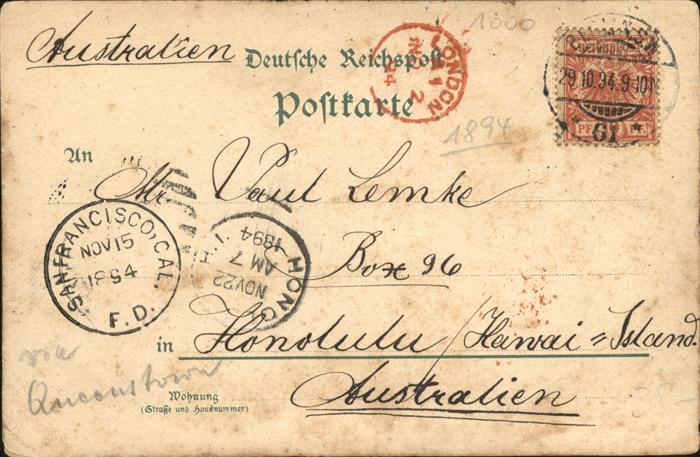 1000
Australien
Deutsche Reichspost
Postkarte
LONDON
REICHSPOST
29.10.94.9-10
* 61 *
1894
An
Mr. Paul Lemke
Box 96
in Honolulu / Hawai = Island.
Australien
SAN FRANCISCO, CAL.
NOV 15
1894
F. D.
HONO
NOV 22
AM 7
1894
via
Queenstown
Wohnung
(Straße und Hausnummer)